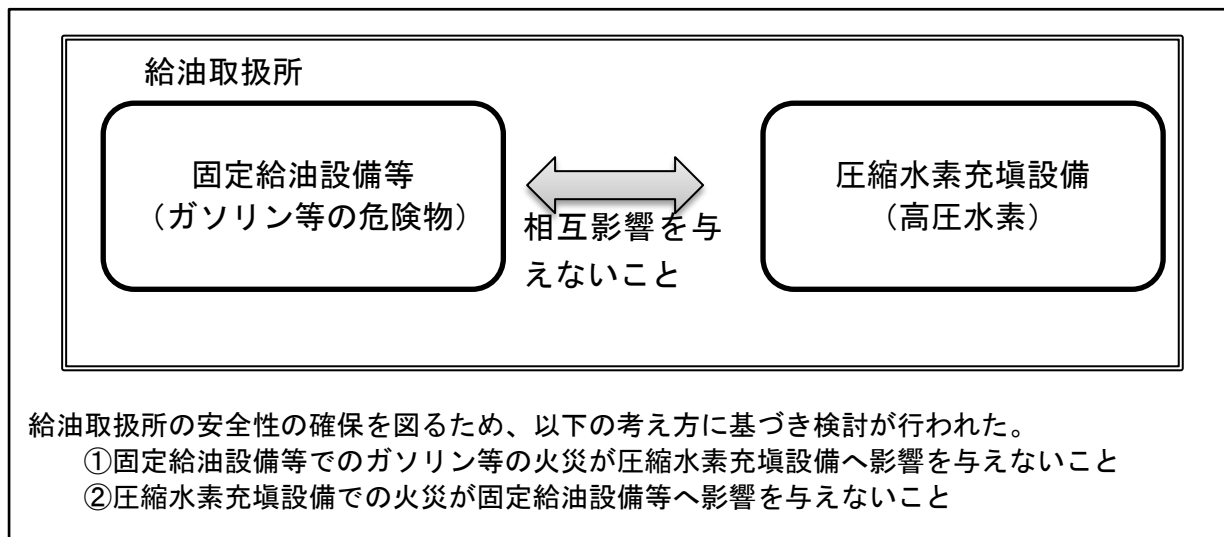 給油取扱所
固定給油設備等
（ガソリン等の危険物）
相互影響を与
えないこと
圧縮水素充塡設備
（高圧水素）
給油取扱所の安全性の確保を図るため、以下の考え方に基づき検討が行われた。
①固定給油設備等でのガソリン等の火災が圧縮水素充塡設備へ影響を与えないこと
②圧縮水素充塡設備での火災が固定給油設備等へ影響を与えないこと